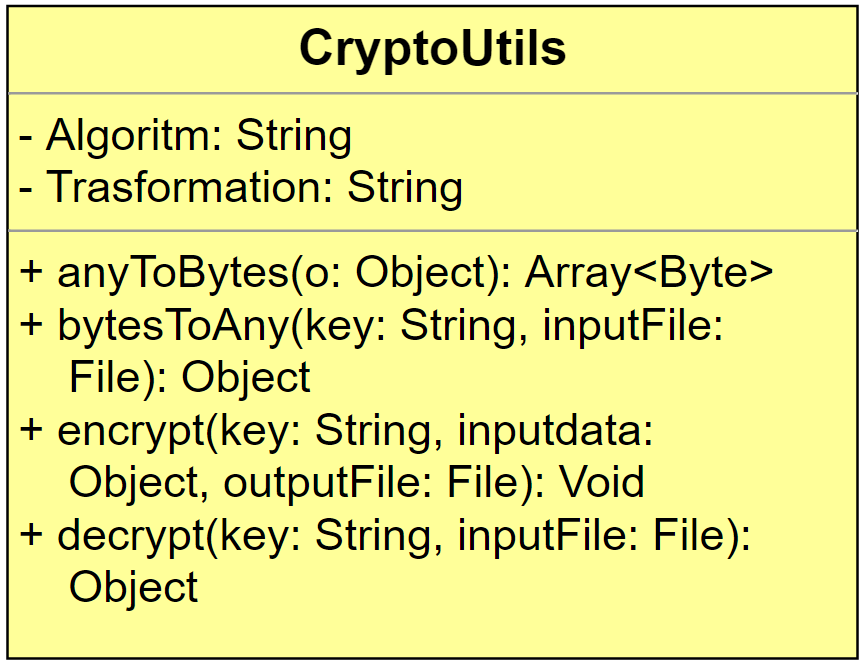 CryptoUtils
- Algoritm: String
- Trasformation: String
+ anyToBytes(o: Object): Array<Byte>
+ bytesToAny(key: String, inputFile:
File): Object
+ encrypt(key: String, inputdata:
Object, outputFile: File): Void
+ decrypt(key: String, inputFile: File):
Object